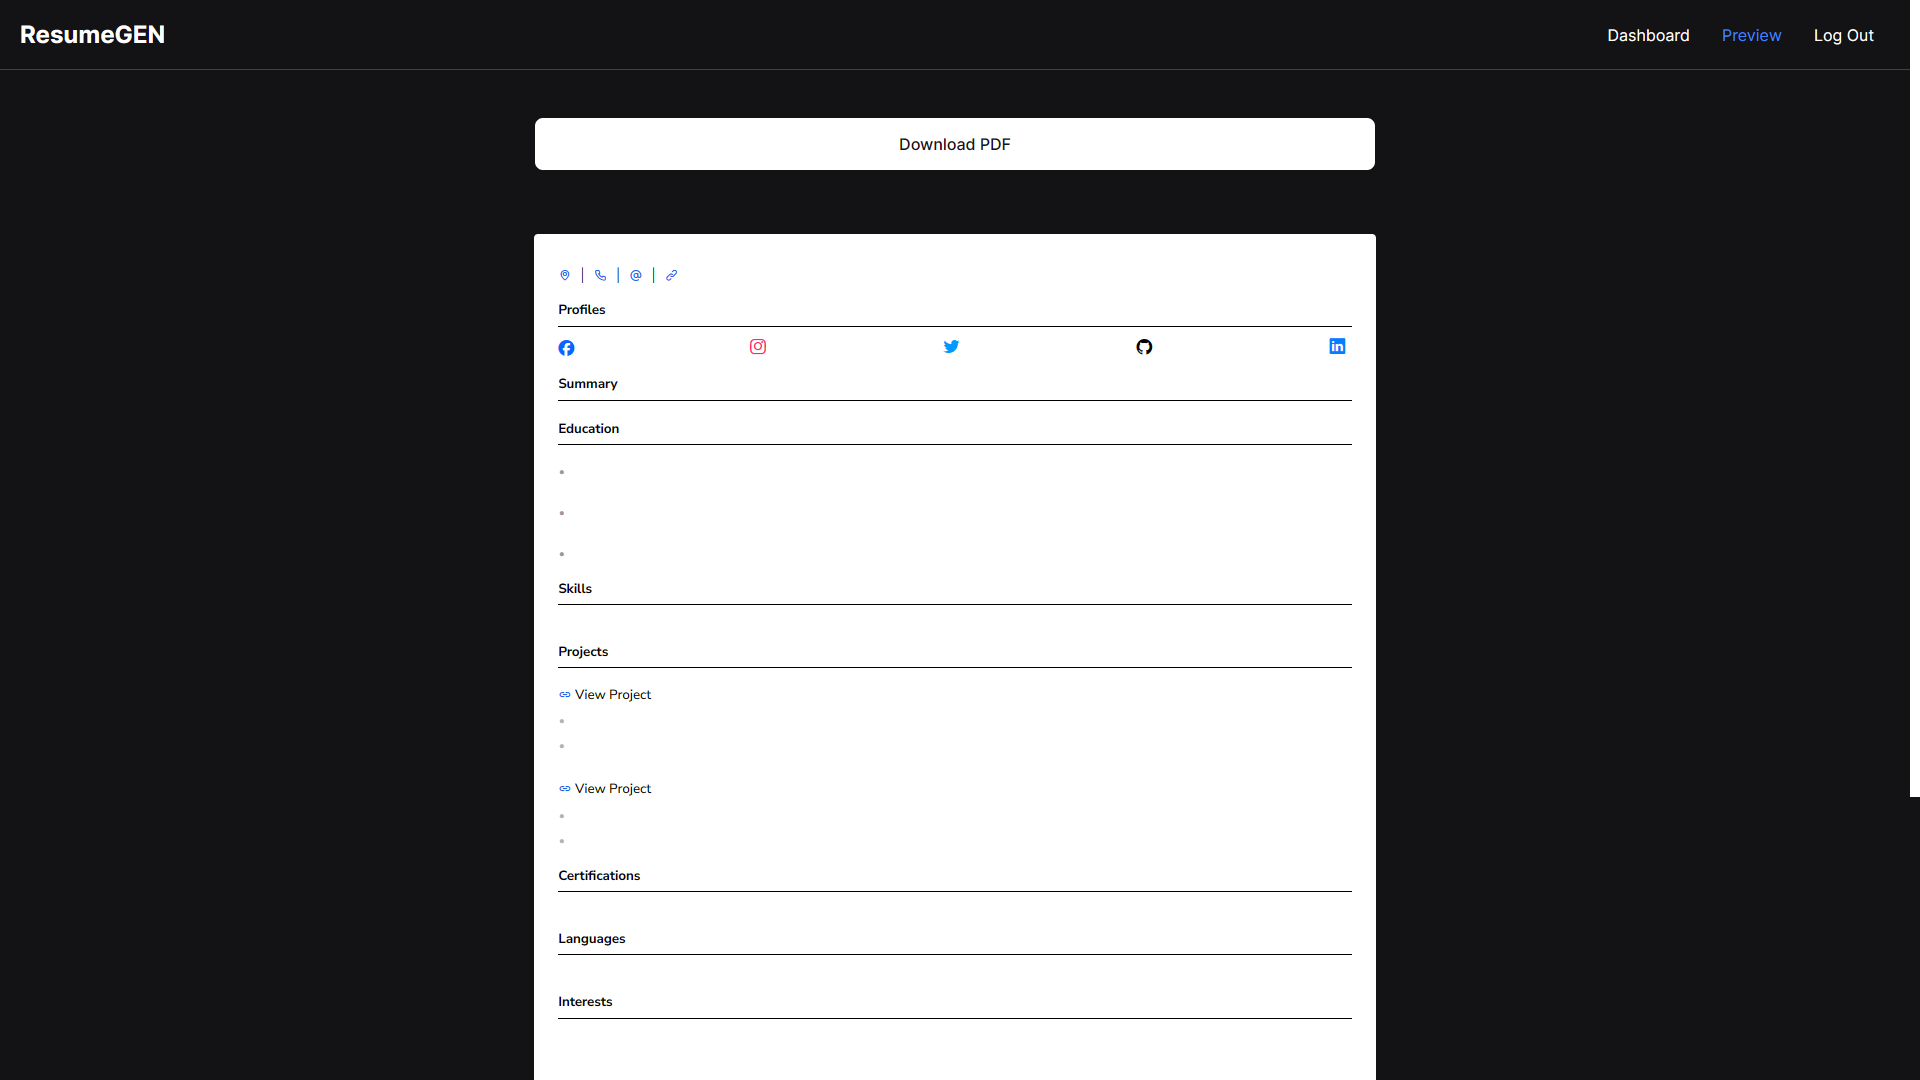 ResumeGEN
Dashboard Preview Log Out
Download PDF
Profiles
Summary
Education
Skills
Projects
View Project
View Project
Certifications
Languages
Interests